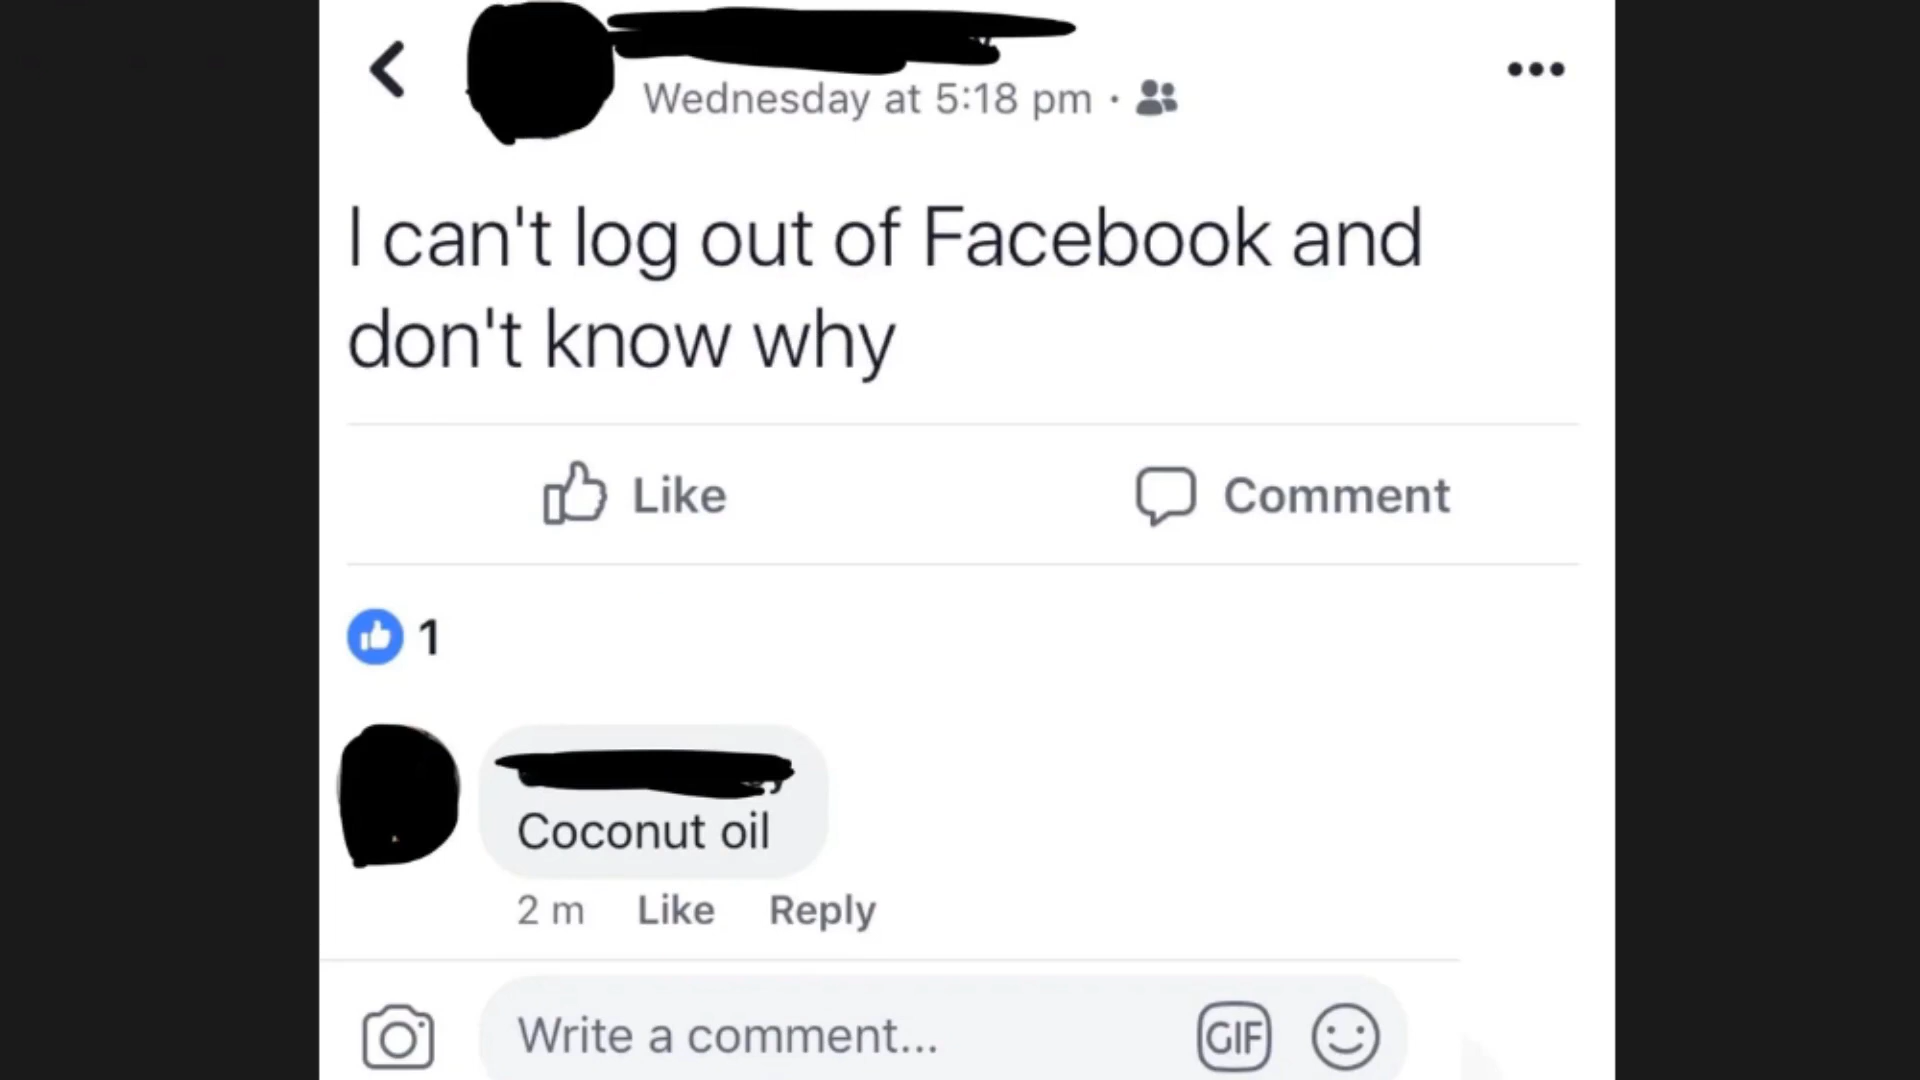 Wednesday at 5:18 pm ·
I can't log out of Facebook and
don't know why
Like Comment
1
Coconut oil
2 m Like Reply
Write a comment... GIF